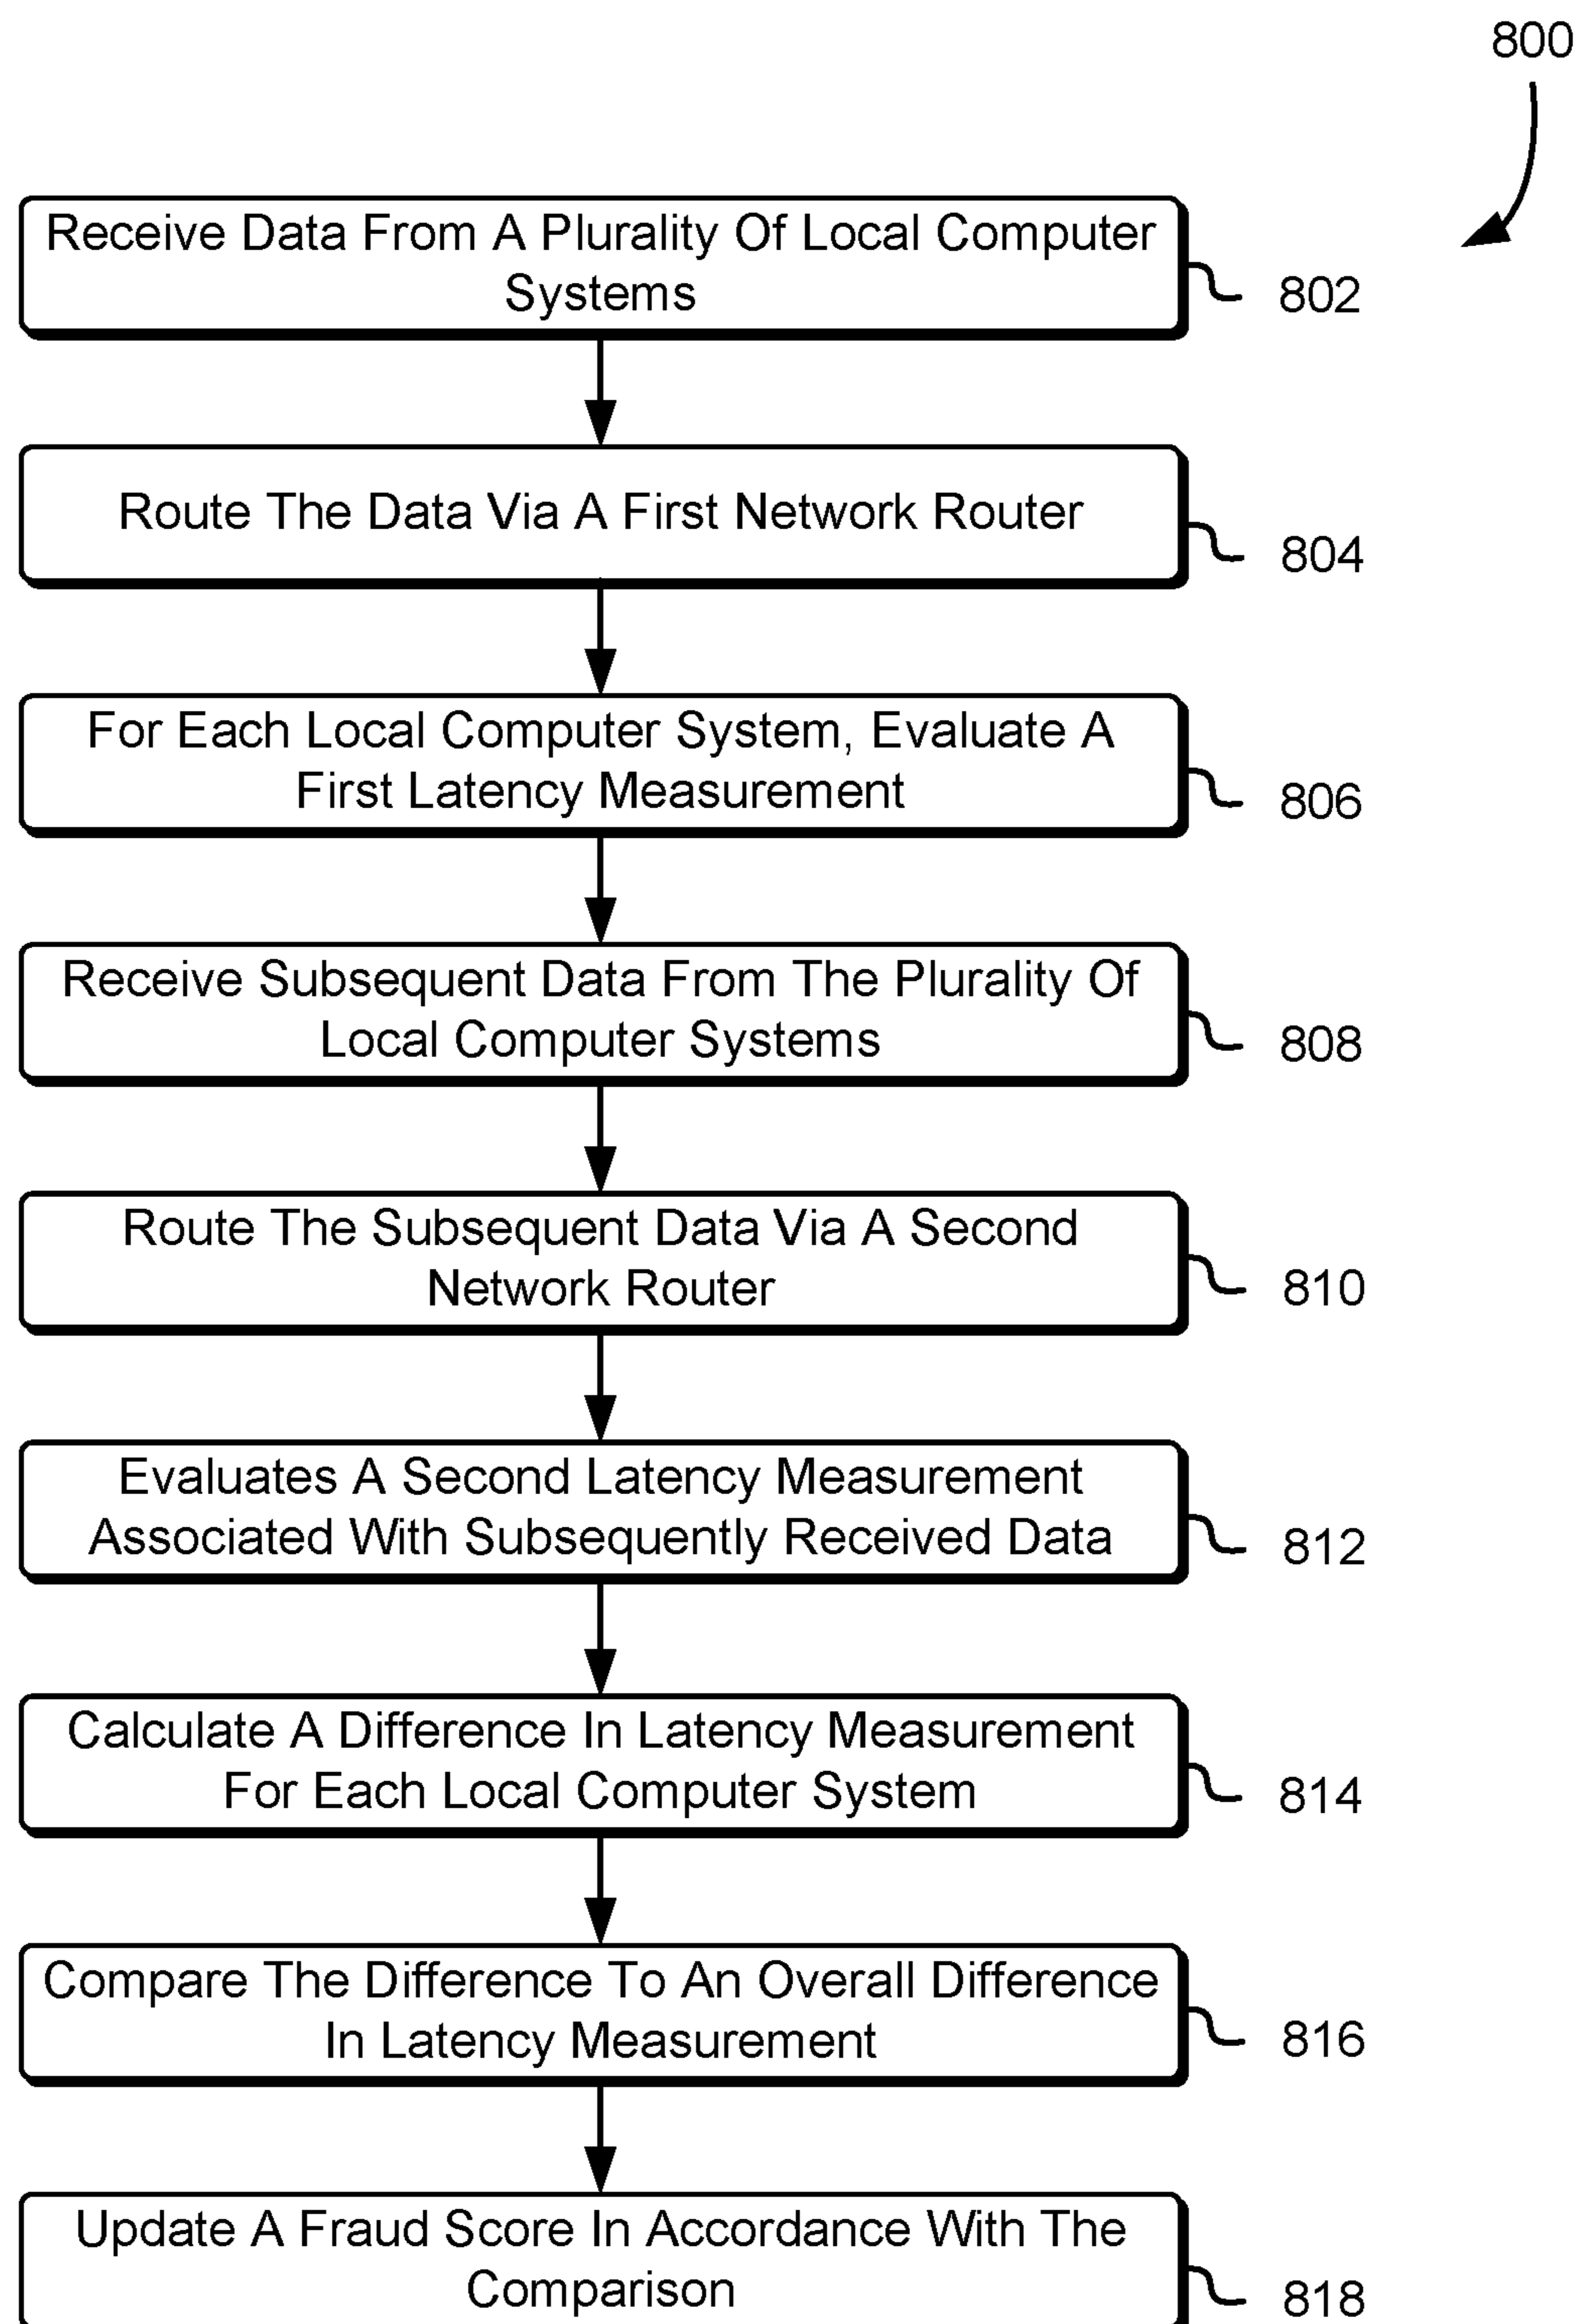 800
Receive Data From A Plurality Of Local Computer
Systems
802
Route The Data Via A First Network Router
804
For Each Local Computer System, Evaluate A
First Latency Measurement
806
Receive Subsequent Data From The Plurality Of
Local Computer Systems
808
Route The Subsequent Data Via A Second
Network Router
810
Evaluates A Second Latency Measurement
Associated With Subsequently Received Data
812
Calculate A Difference In Latency Measurement
For Each Local Computer System
814
Compare The Difference To An Overall Difference
In Latency Measurement
816
Update A Fraud Score In Accordance With The
Comparison
818